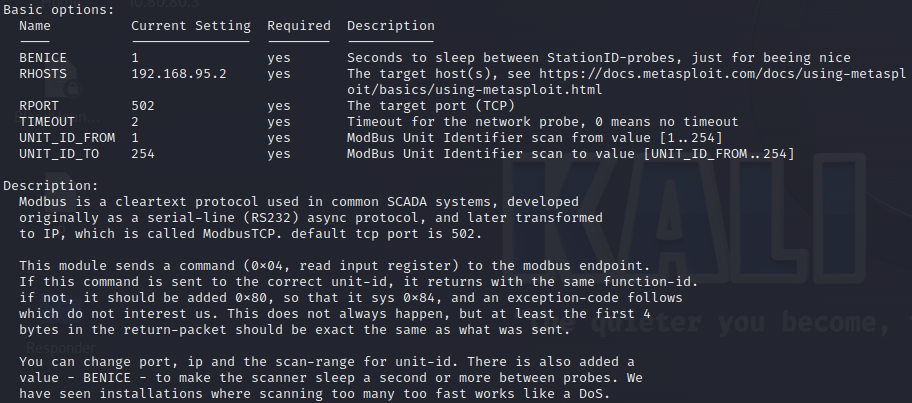 10.80.80.3
Basic options:
Name Current Setting Required Description
BENICE 1 yes Seconds to sleep between StationID-probes, just for beeing nice
RHOSTS 192.168.95.2 yes The target host(s), see https://docs.metasploit.com/docs/using-metaspl
oit/basics/using-metasploit.html
RPORT 502 yes The target port (TCP)
TIMEOUT 2 yes Timeout for the network probe, 0 means no timeout
UNIT_ID_FROM 1 yes ModBus Unit Identifier scan from value [1..254]
UNIT_ID_TO 254 yes ModBus Unit Identifier scan to value [UNIT_ID_FROM..254]
Description:
Modbus is a cleartext protocol used in common SCADA systems, developed
originally as a serial-line (RS232) async protocol, and later transformed
to IP, which is called ModbusTCP. default tcp port is 502.
This module sends a command (0×04, read input register) to the modbus endpoint.
If this command is sent to the correct unit-id, it returns with the same function-id.
if not, it should be added 0×80, so that it sys 0×84, and an exception-code follows
which do not interest us. This does not always happen, but at least the first 4
bytes in the return-packet should be exact the same as what was sent.
You can change port, ip and the scan-range for unit-id. There is also added a
value - BENICE - to make the scanner sleep a second or more between probes. We
have seen installations where scanning too many too fast works like a DoS.
KALI
quieter you become,
Responder